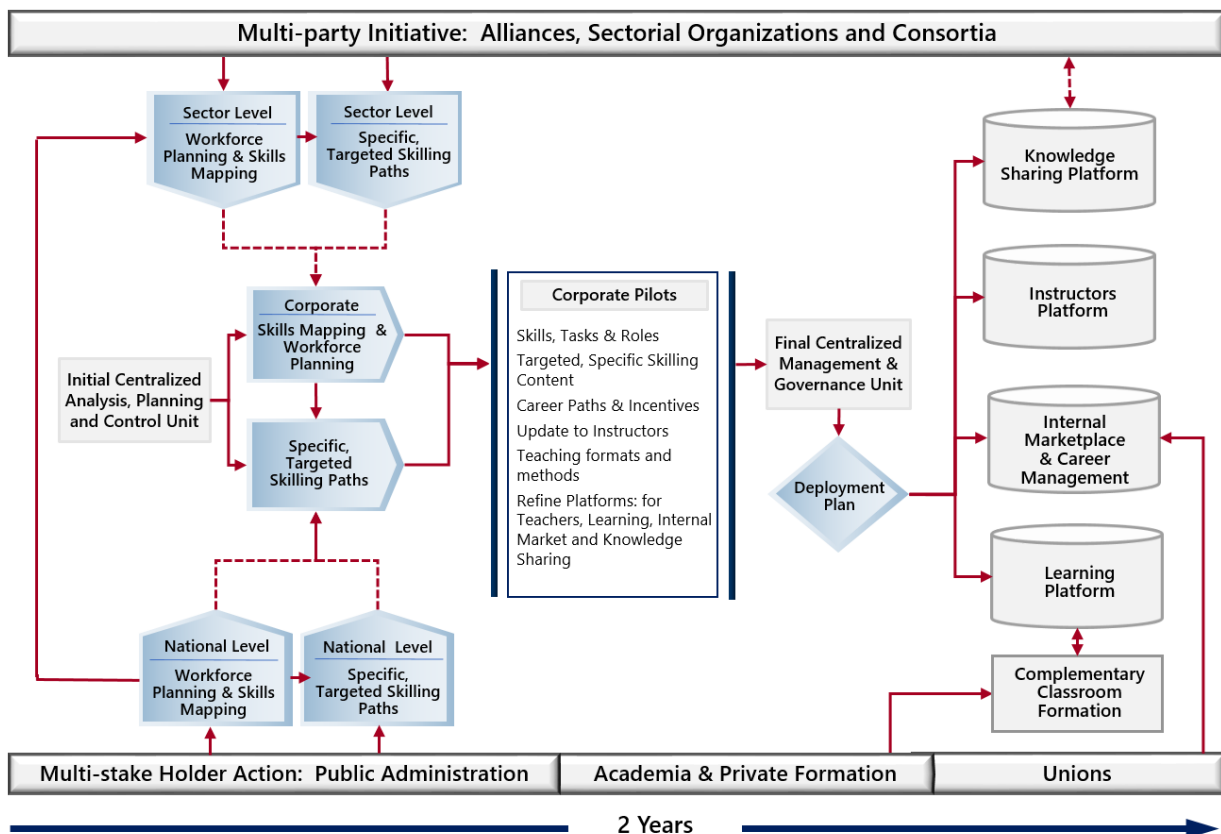 Multi-party Initiative: Alliances, Sectorial Organizations and Consortia
Sector Level
Workforce
Planning & Skills
Mapping
Sector Level
Specific,
Targeted Skilling
Paths
Knowledge
Sharing Platform
Corporate
Skills Mapping &
Workforce
Planning
Initial Centralized
Analysis, Planning
and Control Unit
Specific,
Targeted
Skilling Paths
Corporate Pilots
Skills, Tasks & Roles
Targeted, Specific Skilling
Content
Career Paths & Incentives
Update to Instructors
Teaching formats and
methods
Refine Platforms: for
Teachers, Learning, Internal
Market and Knowledge
Sharing
Final Centralized
Management &
Governance Unit
Deployment
Plan
Instructors
Platform
Internal
Marketplace
& Career
Management
Learning
Platform
National Level
Workforce
Planning & Skills
Mapping
National Level
Specific,
Targeted Skilling
Paths
Complementary
Classroom
Formation
Multi-stake Holder Action: Public Administration
Academia & Private Formation
Unions
2 Years